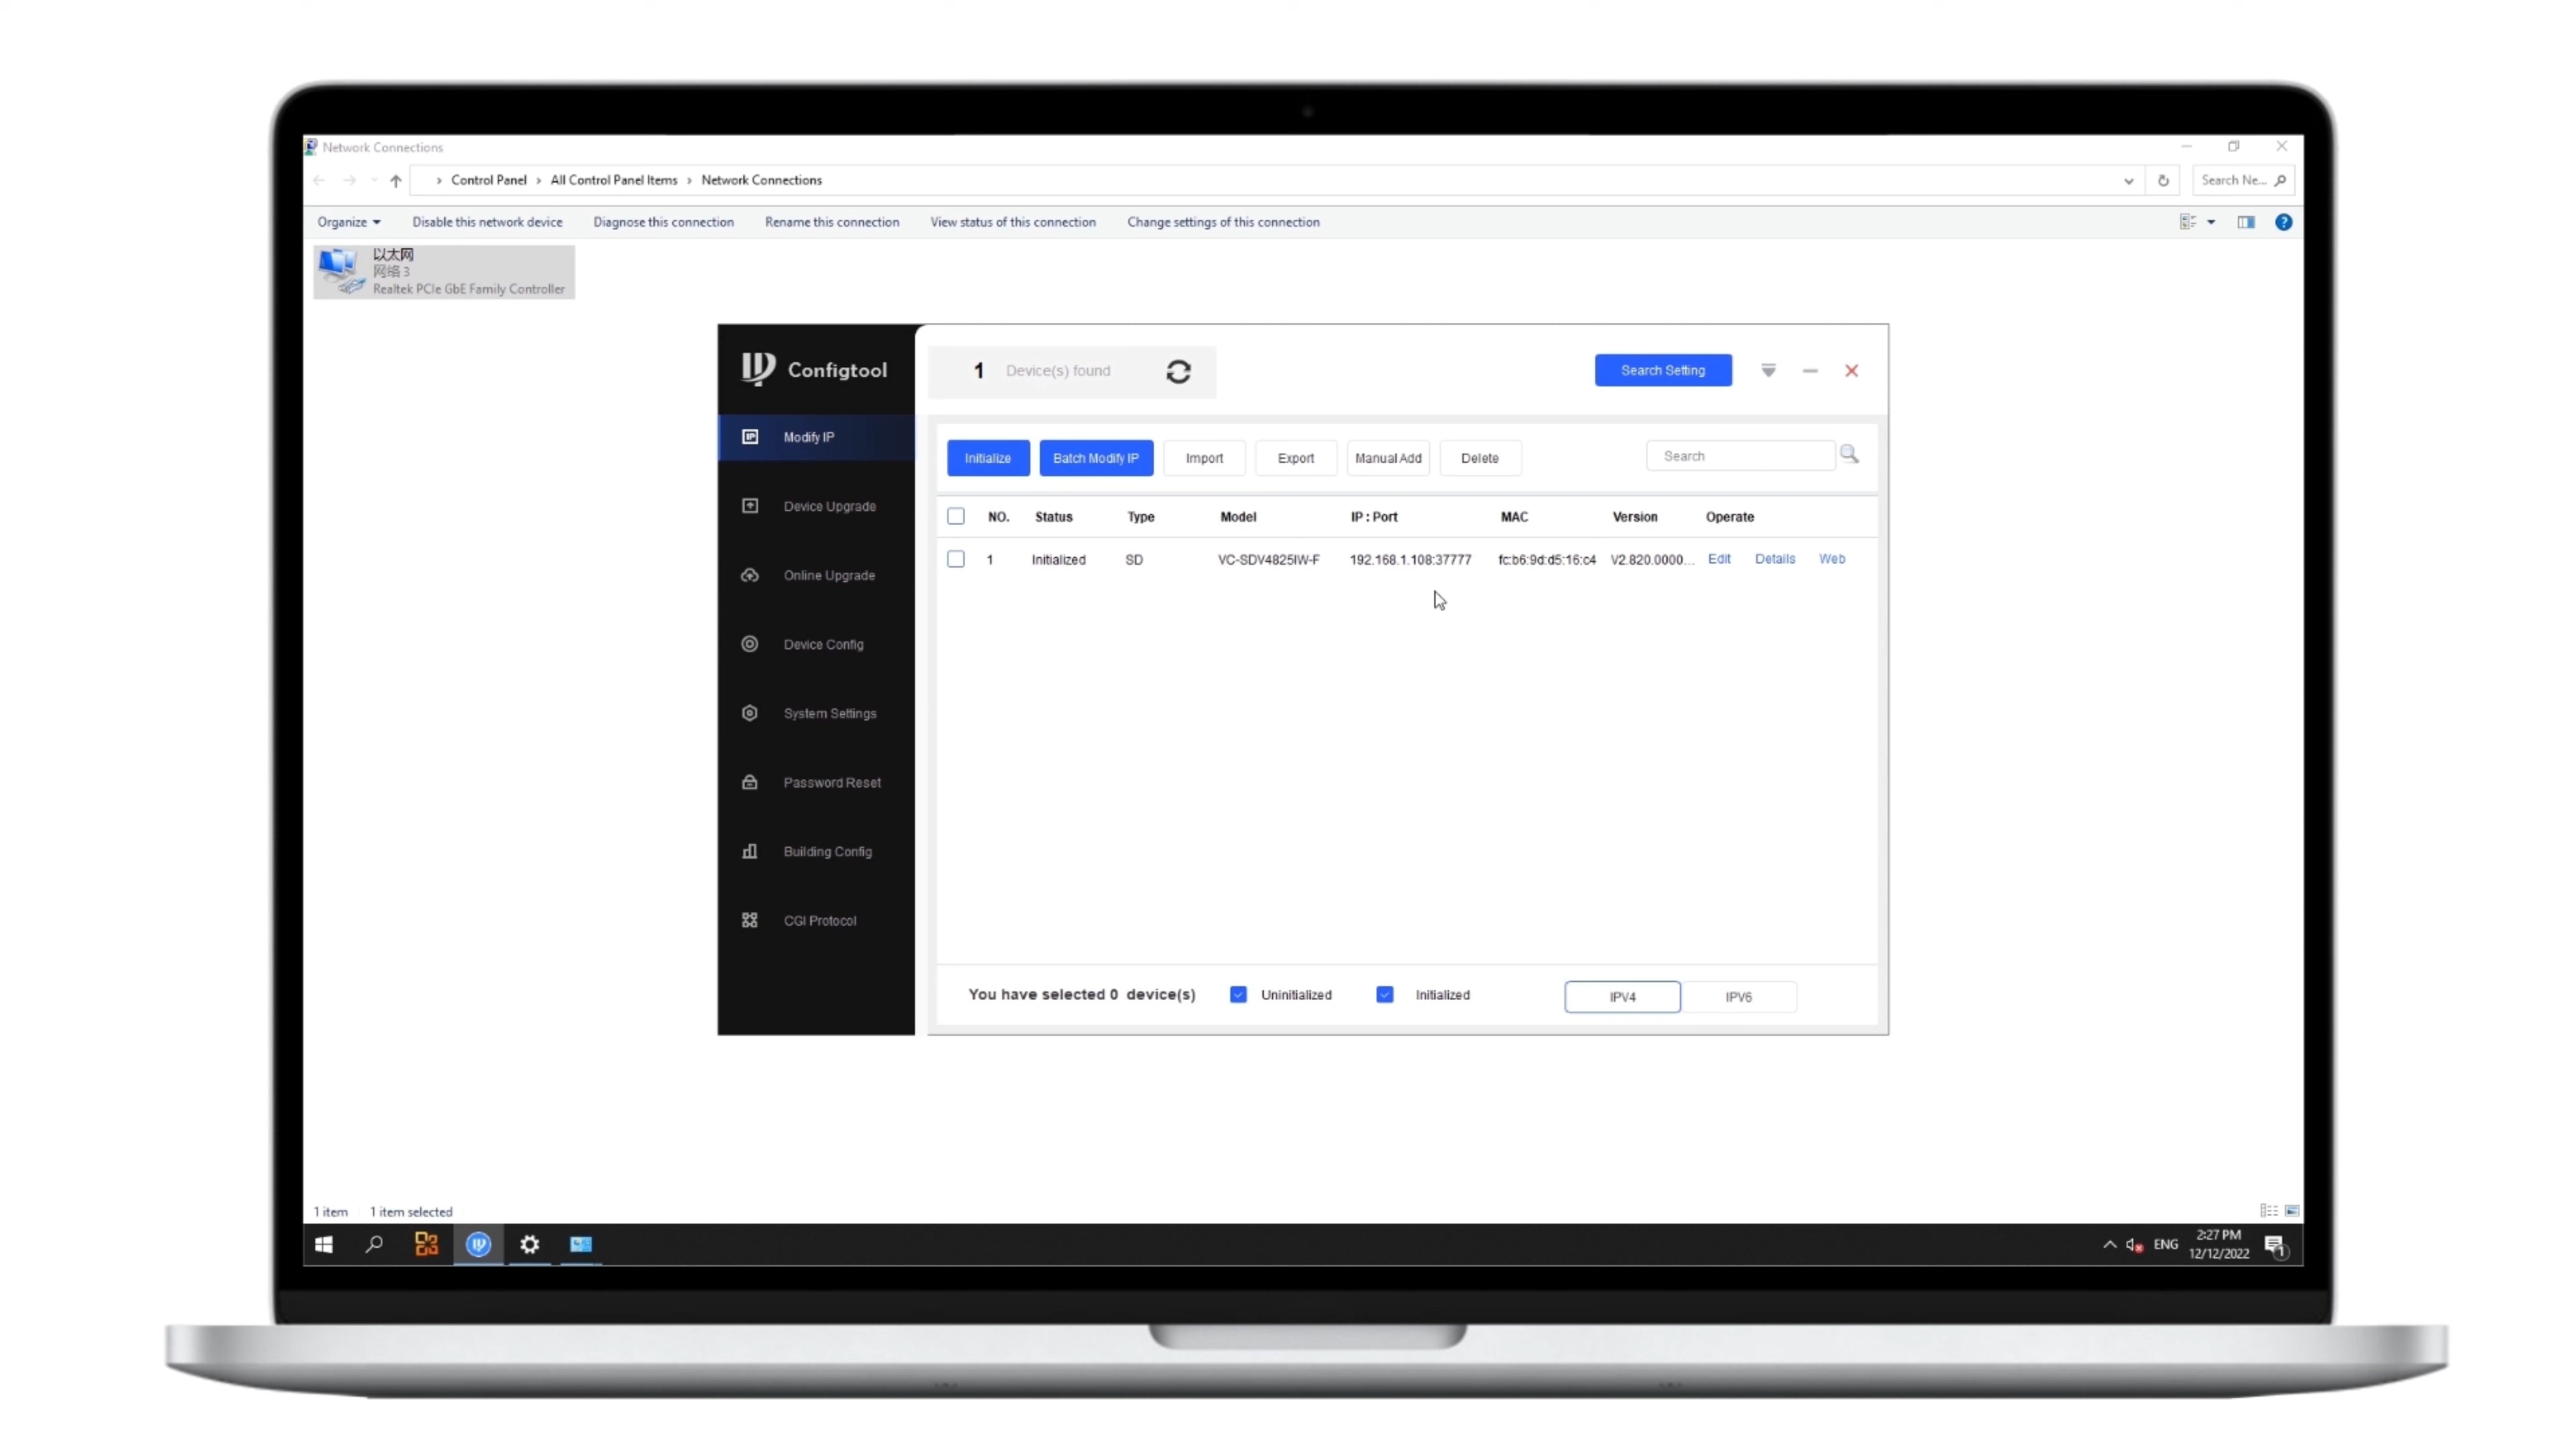 Network Connections
Control Panel > All Control Panel Items > Network Connections
Search Ne...
Organize Disable this network device Diagnose this connection Rename this connection View status of this connection Change settings of this connection
以太网
网络 3
Realtek PCIe GbE Family Controller
Configtool
1 Device(s) found
Search Setting
Modify IP
Device Upgrade
Online Upgrade
Device Config
System Settings
Password Reset
Building Config
CGI Protocol
Initialize Batch Modify IP Import Export Manual Add Delete Search
NO. Status Type Model IP : Port MAC Version Operate
1 Initialized SD VC-SDV4825IW-F 192.168.1.108:37777 fc:b6:9d:d5:16:c4 V2.820.0000... Edit Details Web
You have selected 0 device(s) Uninitialized Initialized IPV4 IPV6
1 item 1 item selected
ENG
2:27 PM
12/12/2022
1